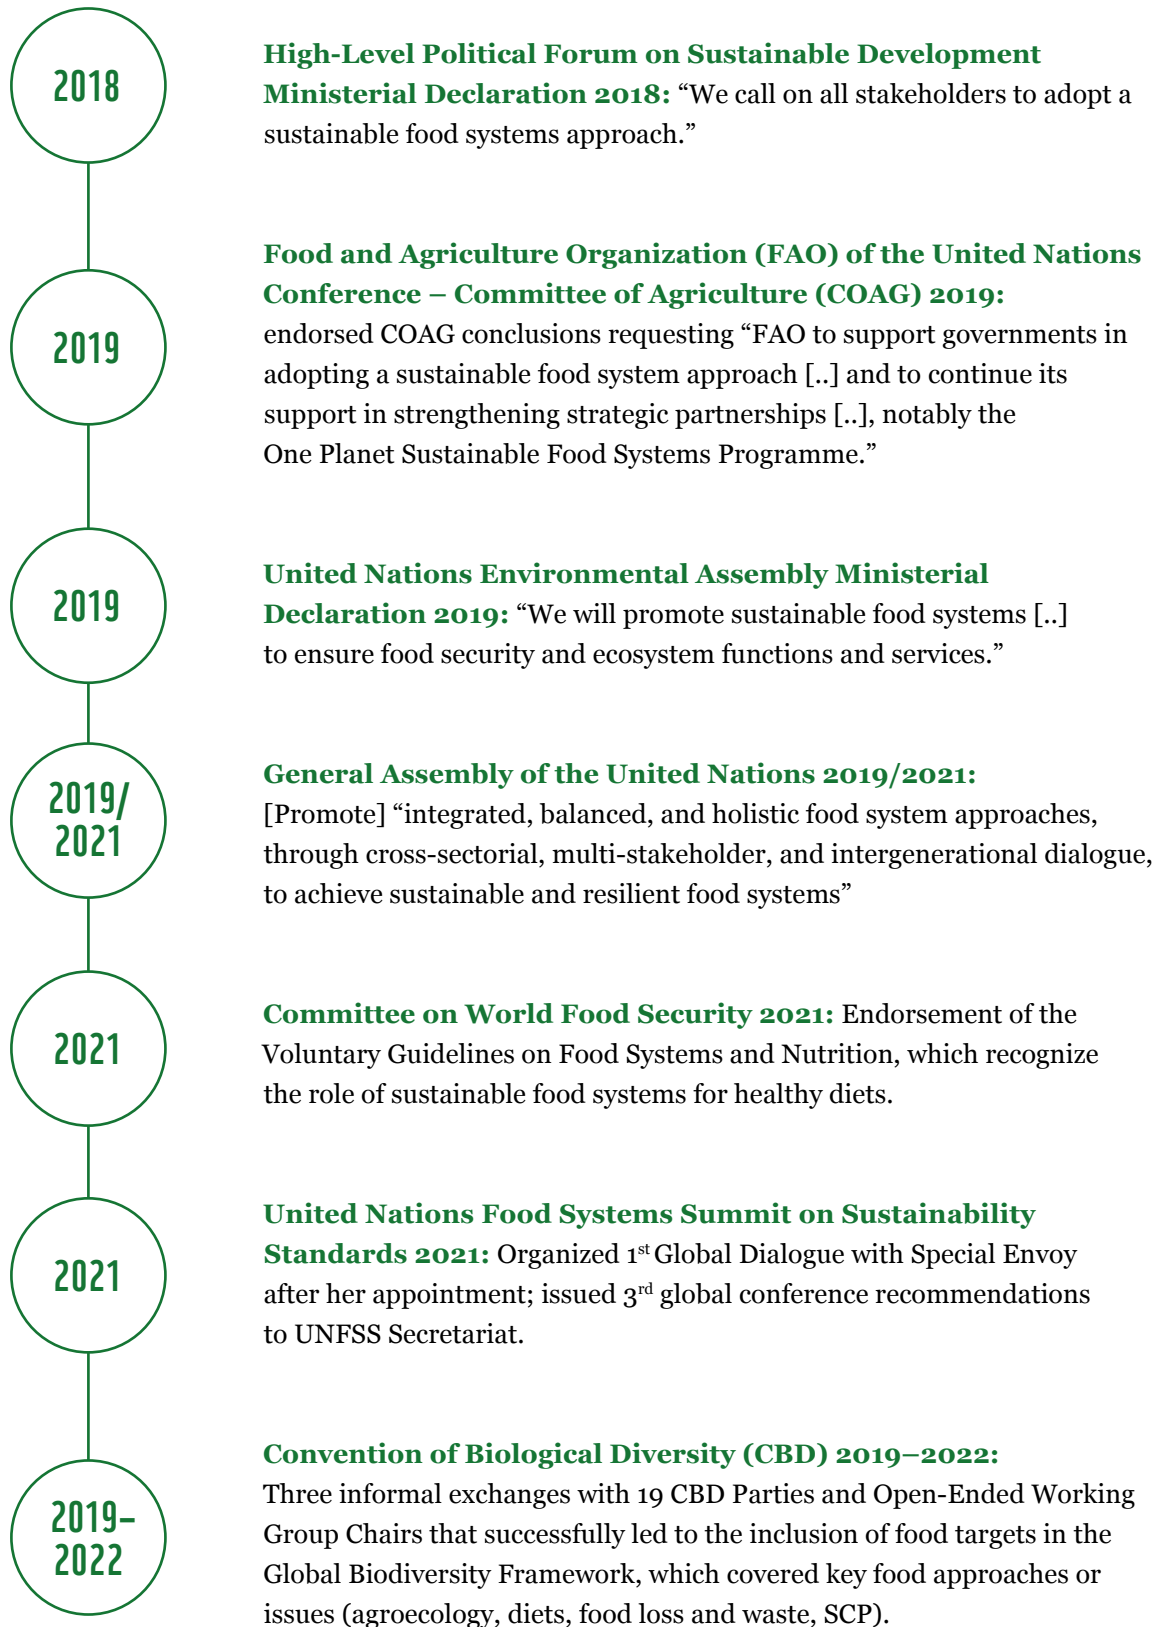 2018
High-Level Political Forum on Sustainable Development
Ministerial Declaration 2018: “We call on all stakeholders to adopt a
sustainable food systems approach.”
2019
Food and Agriculture Organization (FAO) of the United Nations
Conference – Committee of Agriculture (COAG) 2019:
endorsed COAG conclusions requesting “FAO to support governments in
adopting a sustainable food system approach [..] and to continue its
support in strengthening strategic partnerships [..], notably the
One Planet Sustainable Food Systems Programme.”
2019
United Nations Environmental Assembly Ministerial
Declaration 2019: “We will promote sustainable food systems [..]
to ensure food security and ecosystem functions and services.”
2019/
2021
General Assembly of the United Nations 2019/2021:
[Promote] “integrated, balanced, and holistic food system approaches,
through cross-sectorial, multi-stakeholder, and intergenerational dialogue,
to achieve sustainable and resilient food systems”
2021
Committee on World Food Security 2021: Endorsement of the
Voluntary Guidelines on Food Systems and Nutrition, which recognize
the role of sustainable food systems for healthy diets.
2021
United Nations Food Systems Summit on Sustainability
Standards 2021: Organized 1st Global Dialogue with Special Envoy
after her appointment; issued 3rd global conference recommendations
to UNFSS Secretariat.
2019–
2022
Convention of Biological Diversity (CBD) 2019–2022:
Three informal exchanges with 19 CBD Parties and Open-Ended Working
Group Chairs that successfully led to the inclusion of food targets in the
Global Biodiversity Framework, which covered key food approaches or
issues (agroecology, diets, food loss and waste, SCP).